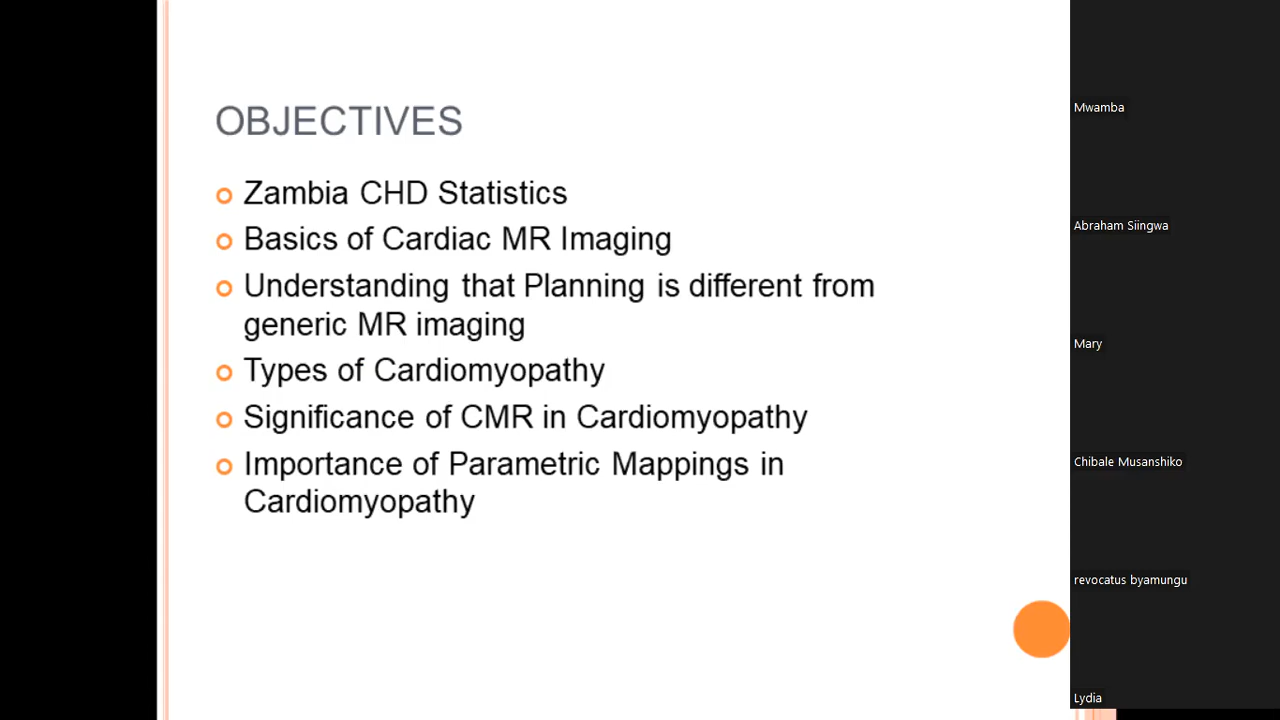 OBJECTIVES
Zambia CHD Statistics
Basics of Cardiac MR Imaging
Understanding that Planning is different from
generic MR imaging
Types of Cardiomyopathy
Significance of CMR in Cardiomyopathy
Importance of Parametric Mappings in
Cardiomyopathy
Mwamba
Abraham Siingwa
Mary
Chibale Musanshiko
revocatus byamungu
Lydia